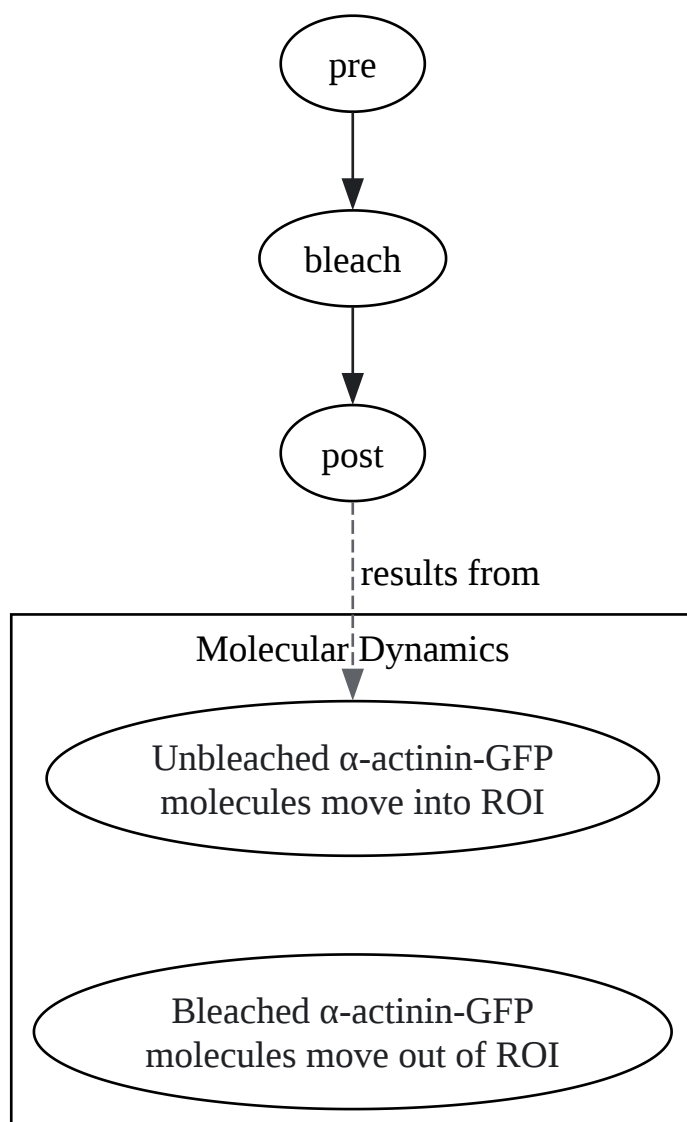 pre
bleach
post
results from
Molecular Dynamics
Unbleached α-actinin-GFP
molecules move into ROI
Bleached α-actinin-GFP
molecules move out of ROI